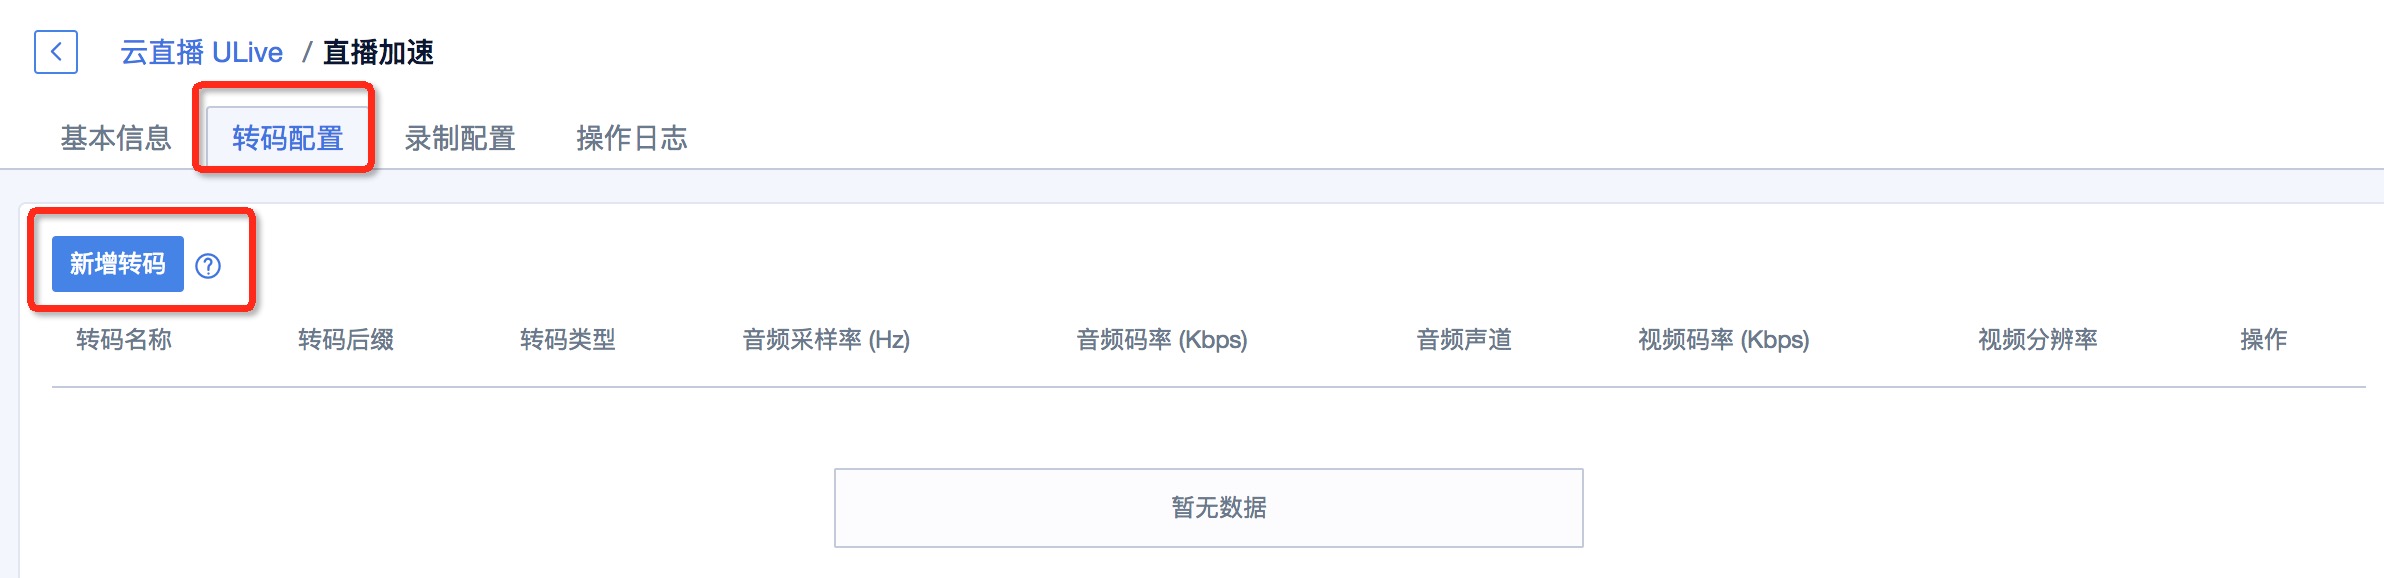 云直播 ULive / 直播加速
基本信息 转码配置 录制配置 操作日志
新增转码 ?
转码名称 转码后缀 转码类型 音频采样率 (Hz) 音频码率 (Kbps) 音频声道 视频码率 (Kbps) 视频分辨率 操作
暂无数据